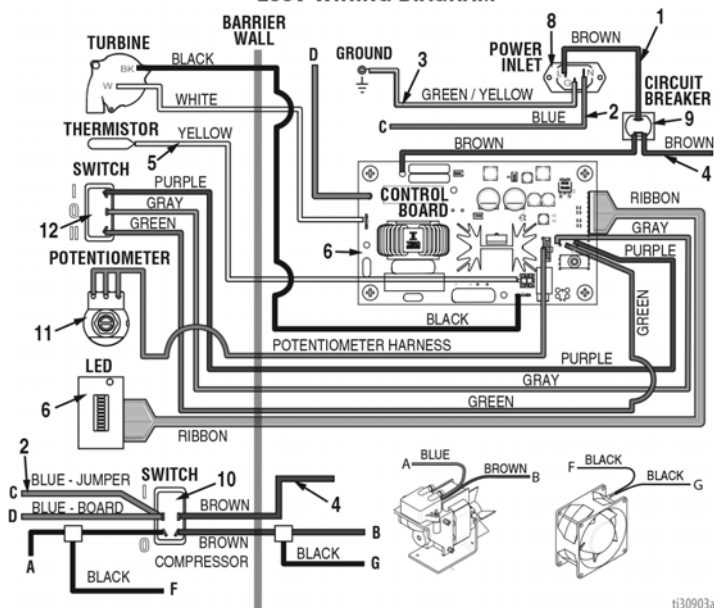 BARRIER
WALL
TURBINE
BK
W
BLACK
WHITE
D
GROUND
3
GREEN / YELLOW
C
BLUE
2
8
POWER
INLET
L
N
G
BROWN
1
CIRCUIT
BREAKER
9
BROWN
BROWN
4
THERMISTOR
YELLOW
5
SWITCH
I
O
II
12
PURPLE
GRAY
GREEN
CONTROL
BOARD
6
RIBBON
GRAY
PURPLE
GREEN
POTENTIOMETER
11
BLACK
POTENTIOMETER HARNESS
PURPLE
GRAY
GREEN
LED
6
RIBBON
2
C
BLUE - JUMPER
D
BLUE - BOARD
SWITCH
10
I
O
BROWN
4
BROWN
COMPRESSOR
B
BLACK
G
A
BLACK
F
A
BLUE
BROWN
B
F
BLACK
BLACK
G
ti30903a